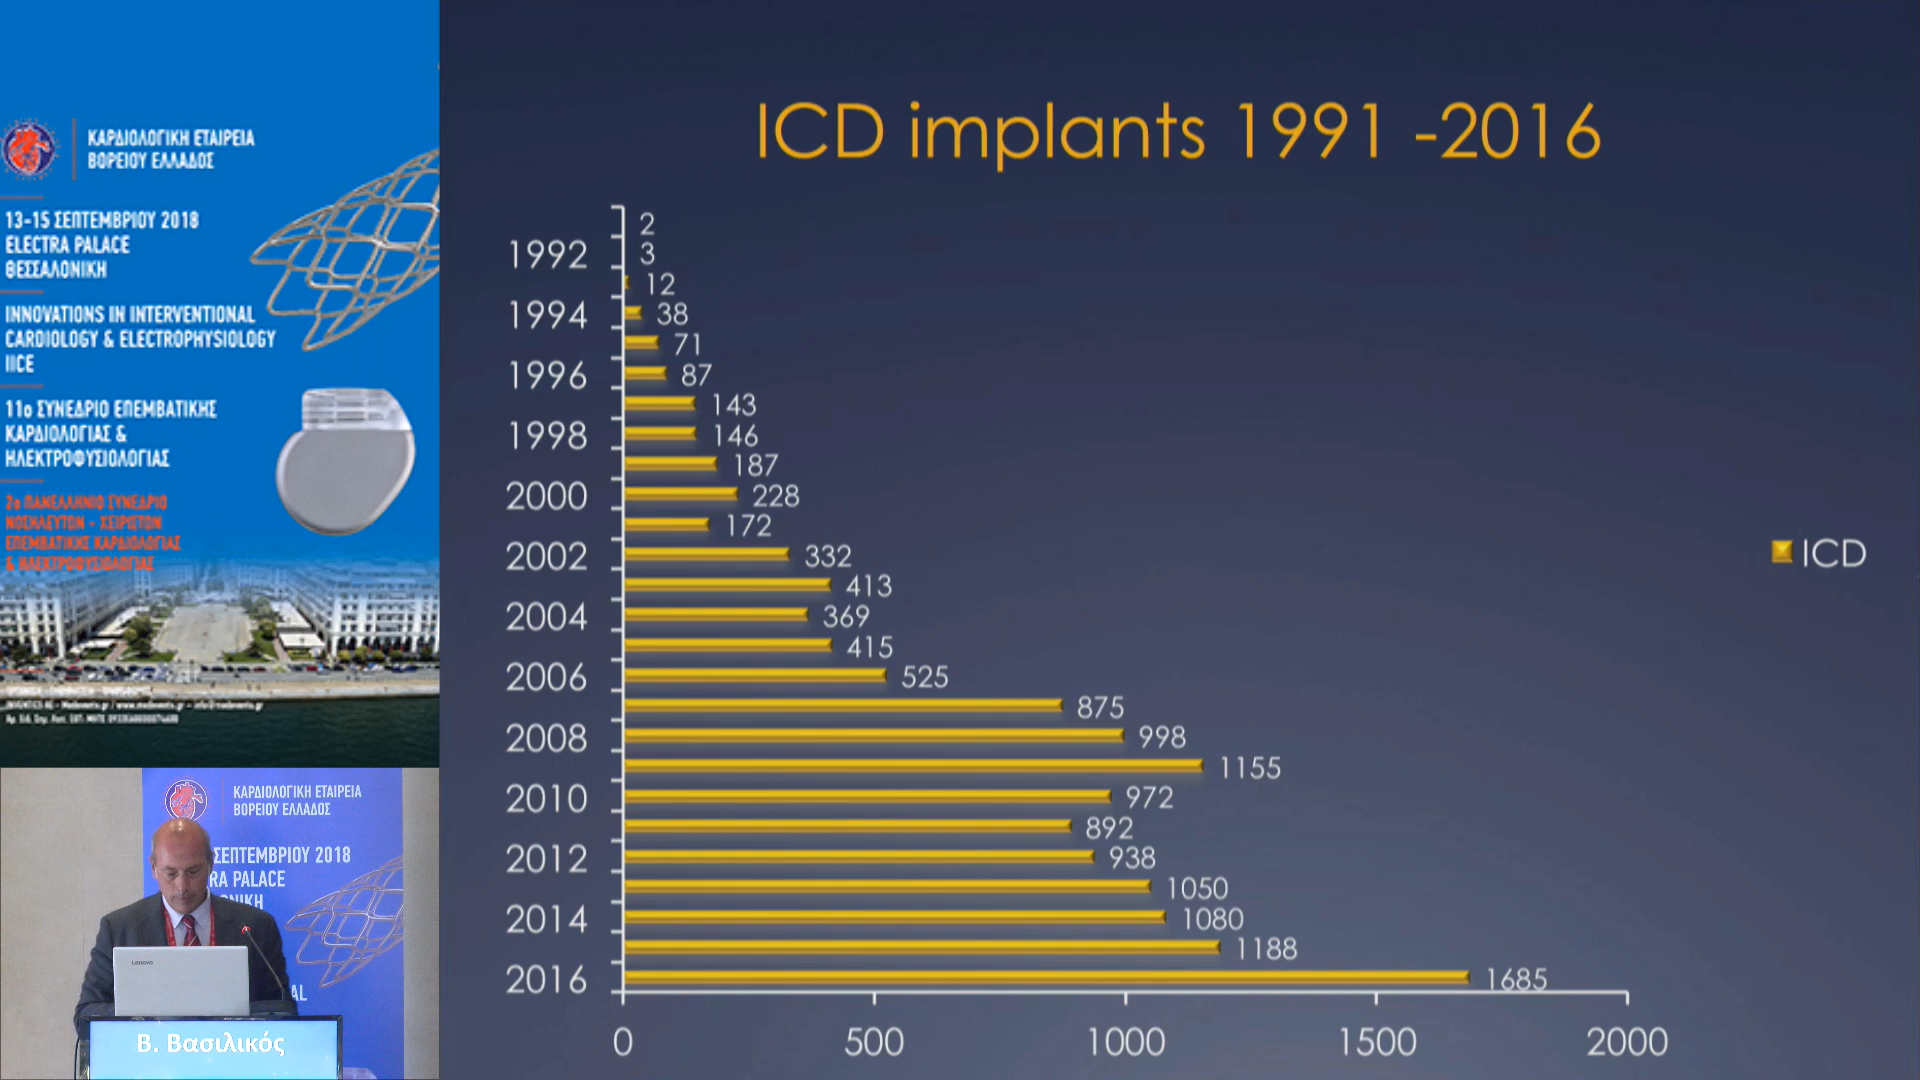 ΚΑΡΔΙΟΛΟΓΙΚΗ ΕΤΑΙΡΕΙΑ
ΒΟΡΕΙΟΥ ΕΛΛΑΔΟΣ
13-15 ΣΕΠΤΕΜΒΡΙΟΥ 2018
ELECTRA PALACE
ΘΕΣΣΑΛΟΝΙΚΗ
INNOVATIONS IN INTERVENTIONAL
CARDIOLOGY & ELECTROPHYSIOLOGY
IICE
11ο ΣΥΝΕΔΡΙΟ ΕΠΕΜΒΑΤΙΚΗΣ
ΚΑΡΔΙΟΛΟΓΙΑΣ &
ΗΛΕΚΤΡΟΦΥΣΙΟΛΟΓΙΑΣ
2ο ΠΑΝΕΛΛΗΝΙΟ ΣΥΝΕΔΡΙΟ
ΝΟΣΗΛΕΥΤΩΝ - ΧΕΙΡΙΣΤΩΝ
ΕΠΕΜΒΑΤΙΚΗΣ ΚΑΡΔΙΟΛΟΓΙΑΣ
& ΗΛΕΚΤΡΟΦΥΣΙΟΛΟΓΙΑΣ
ΚΑΡΔΙΟΛΟΓΙΚΗ ΕΤΑΙΡΕΙΑ
ΒΟΡΕΙΟΥ ΕΛΛΑΔΟΣ
ΣΕΠΤΕΜΒΡΙΟΥ 2018
RA PALACE
ΟΝΙΚΗ
AL
Lenovo
Β. Βασιλικός
ICD implants 1991 -2016
2
1992 3
12
1994 38
71
1996 87
143
1998 146
187
2000 228
172
2002 332
413
2004 369
415
2006 525
875
2008 998
1155
2010 972
892
2012 938
1050
2014 1080
1188
2016 1685
0 500 1000 1500 2000
ICD